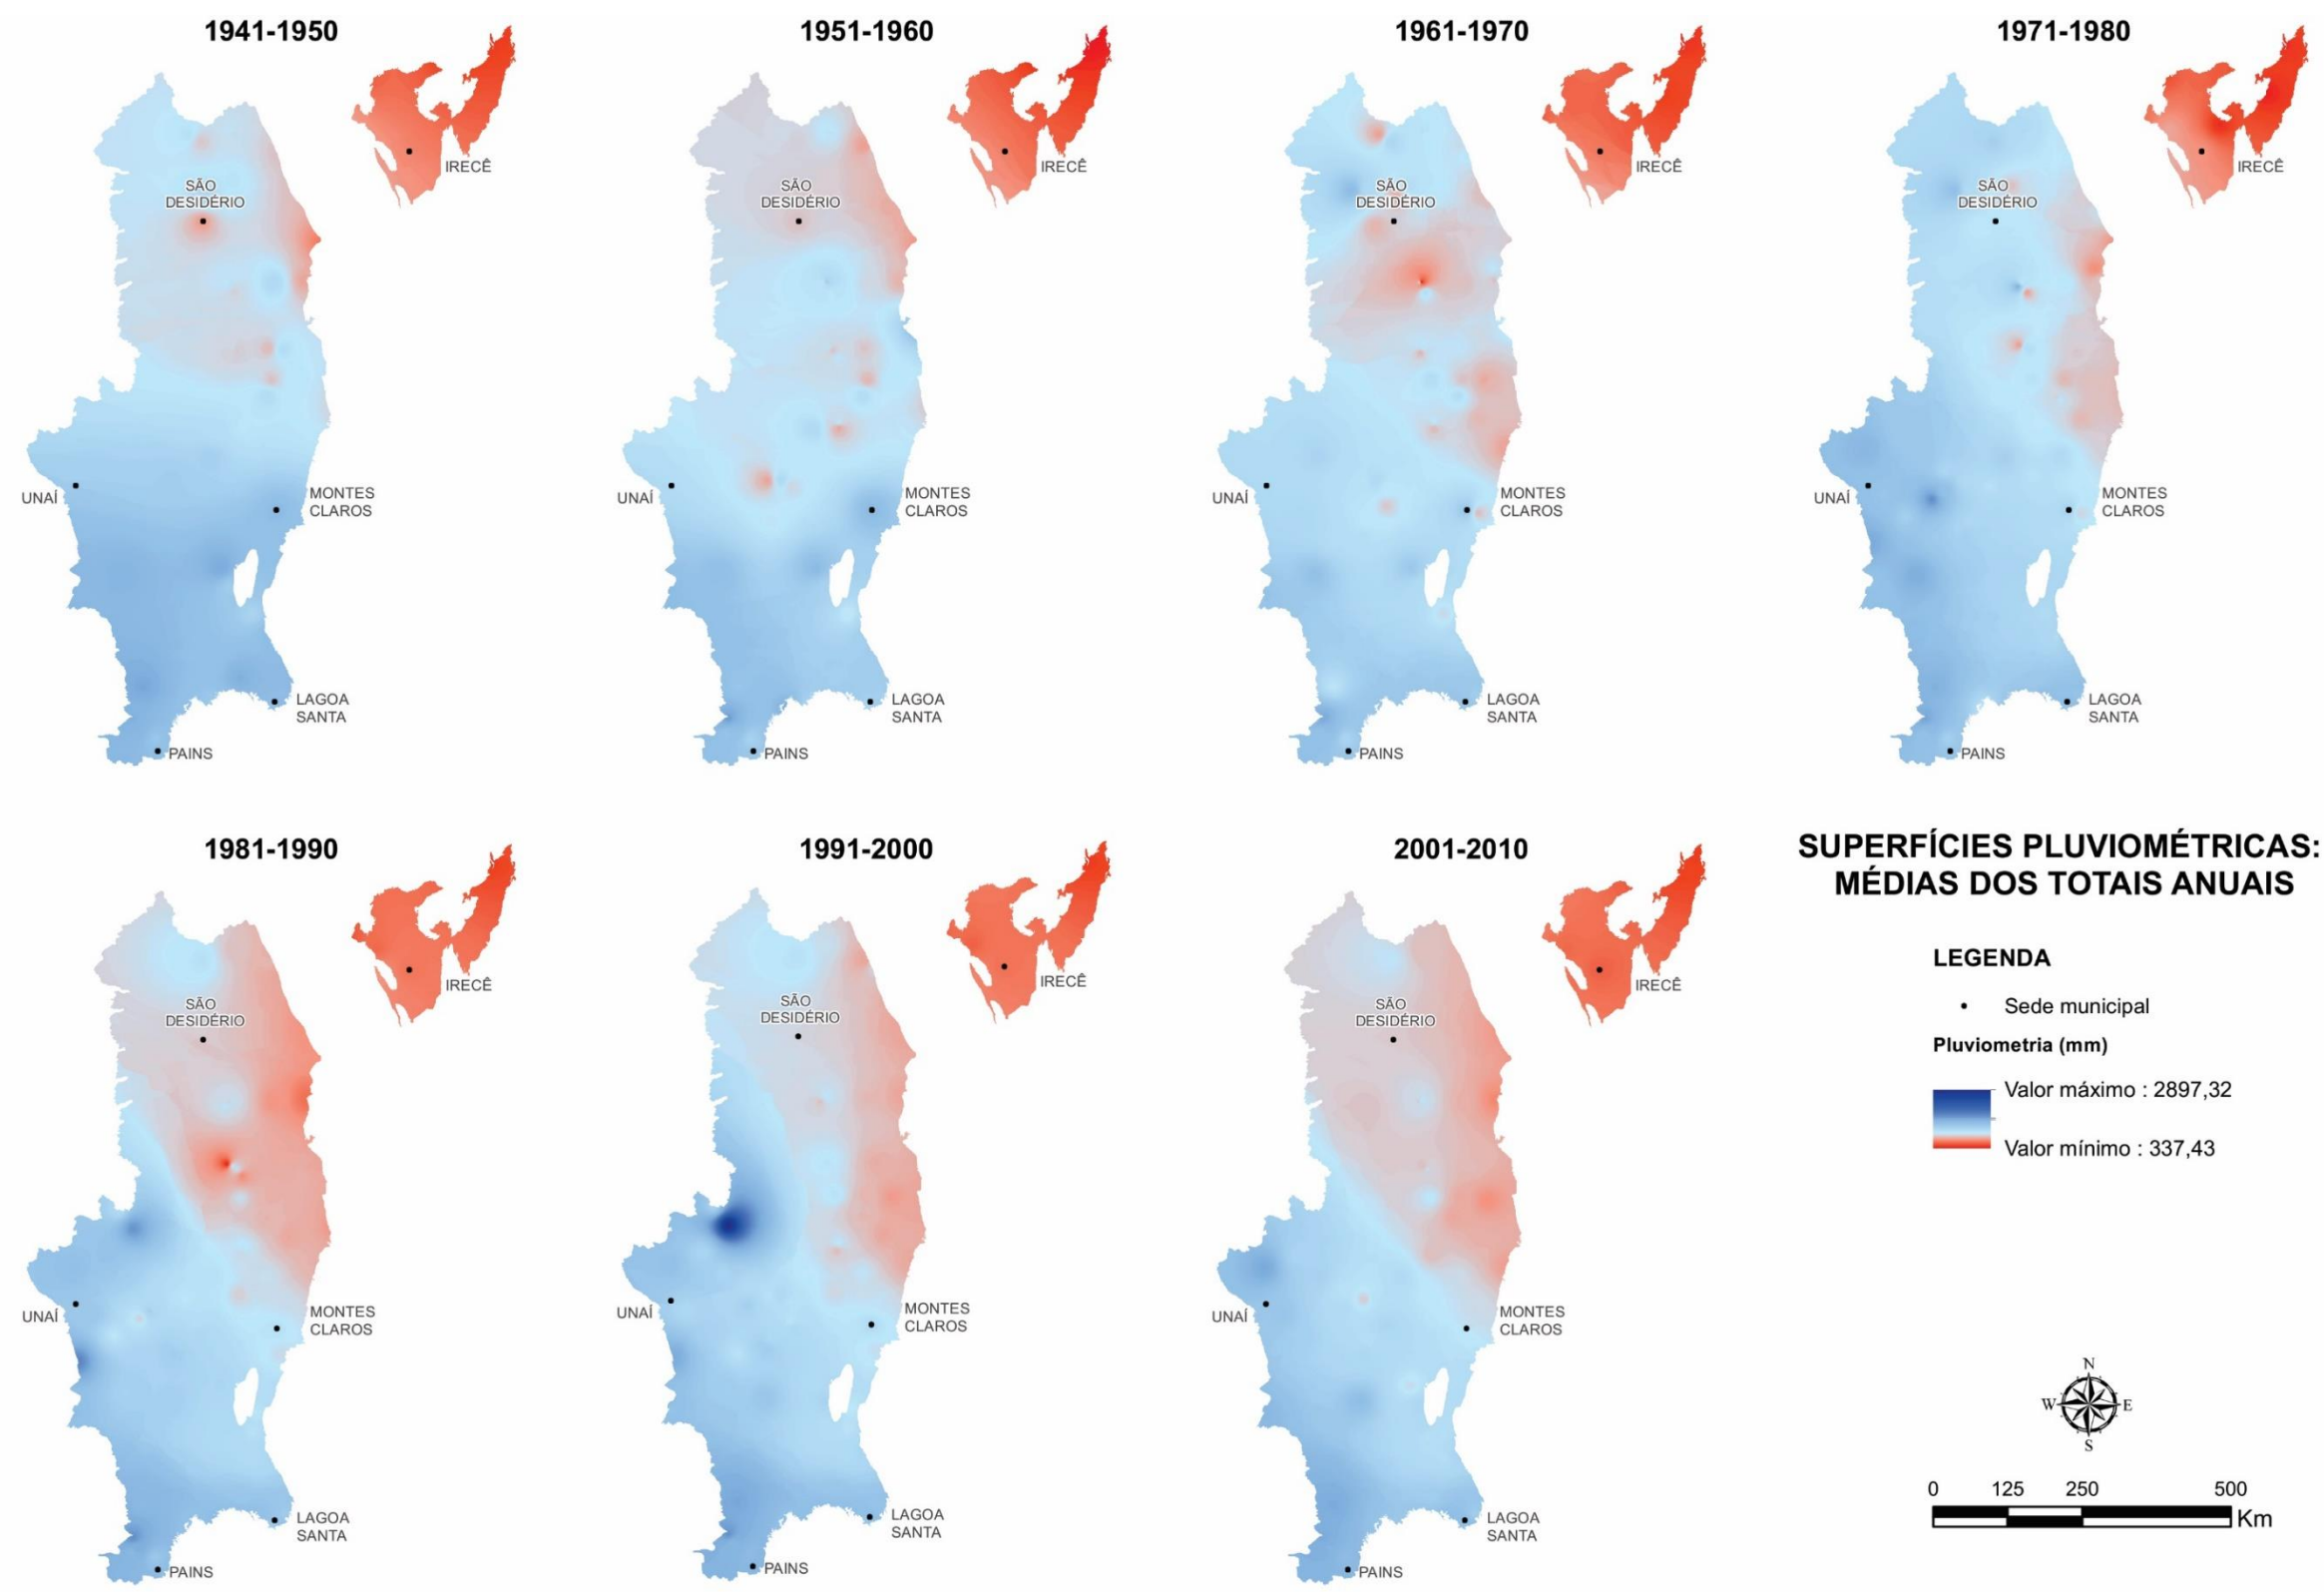 1941-1950
IRECÊ
SÃO
DESIDÉRIO
UNAÍ
MONTES
CLAROS
LAGOA
SANTA
PAINS
1951-1960
IRECÊ
SÃO
DESIDÉRIO
UNAÍ
MONTES
CLAROS
LAGOA
SANTA
PAINS
1961-1970
IRECÊ
SÃO
DESIDÉRIO
UNAÍ
MONTES
CLAROS
LAGOA
SANTA
PAINS
1971-1980
IRECÊ
SÃO
DESIDÉRIO
UNAÍ
MONTES
CLAROS
LAGOA
SANTA
PAINS
1981-1990
IRECÊ
SÃO
DESIDÉRIO
UNAÍ
MONTES
CLAROS
LAGOA
SANTA
PAINS
1991-2000
IRECÊ
SÃO
DESIDÉRIO
UNAÍ
MONTES
CLAROS
LAGOA
SANTA
PAINS
2001-2010
IRECÊ
SÃO
DESIDÉRIO
UNAÍ
MONTES
CLAROS
LAGOA
SANTA
PAINS
SUPERFÍCIES PLUVIOMÉTRICAS:
MÉDIAS DOS TOTAIS ANUAIS
LEGENDA
Sede municipal
Pluviometria (mm)
Valor máximo : 2897,32
Valor mínimo : 337,43
N
W E
S
0 125 250 500
Km